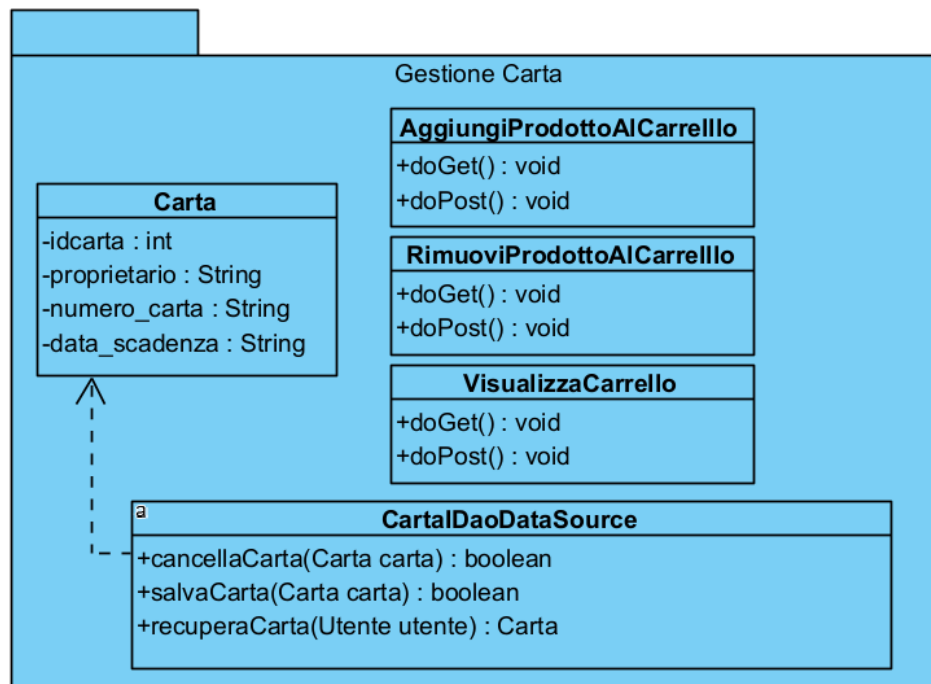 Gestione Carta
AggiungiProdottoAlCarrelllo
+doGet() : void
+doPost() : void
Carta
-idcarta : int
-proprietario : String
-numero_carta : String
-data_scadenza : String
RimuoviProdottoAlCarrelllo
+doGet() : void
+doPost() : void
VisualizzaCarrello
+doGet() : void
+doPost() : void
a
CartaIDaoDataSource
+cancellaCarta(Carta carta) : boolean
+salvaCarta(Carta carta) : boolean
+recuperaCarta(Utente utente) : Carta